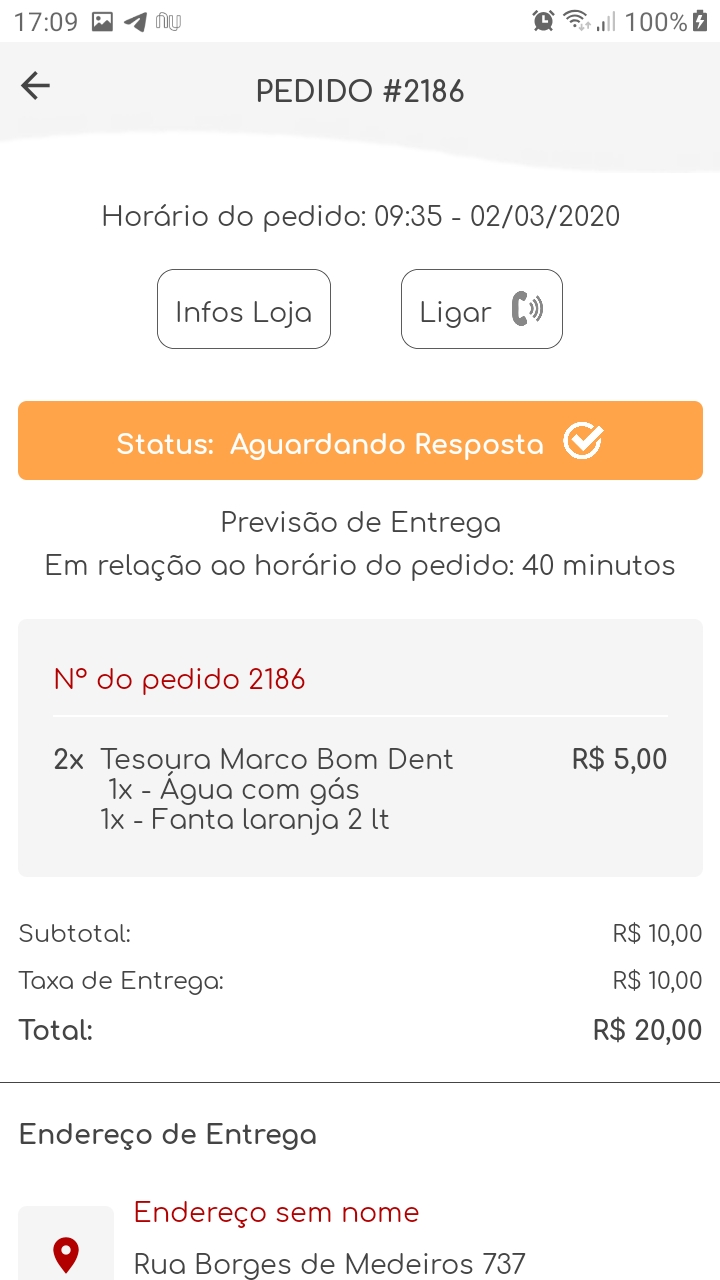 17:09
100%
PEDIDO #2186
Horário do pedido: 09:35 - 02/03/2020
Infos Loja
Ligar
Status: Aguardando Resposta
Previsão de Entrega
Em relação ao horário do pedido: 40 minutos
Nº do pedido 2186
2x Tesoura Marco Bom Dent R$ 5,00
1x - Água com gás
1x - Fanta laranja 2 lt
Subtotal: R$ 10,00
Taxa de Entrega: R$ 10,00
Total: R$ 20,00
Endereço de Entrega
Endereço sem nome
Rua Borges de Medeiros 737